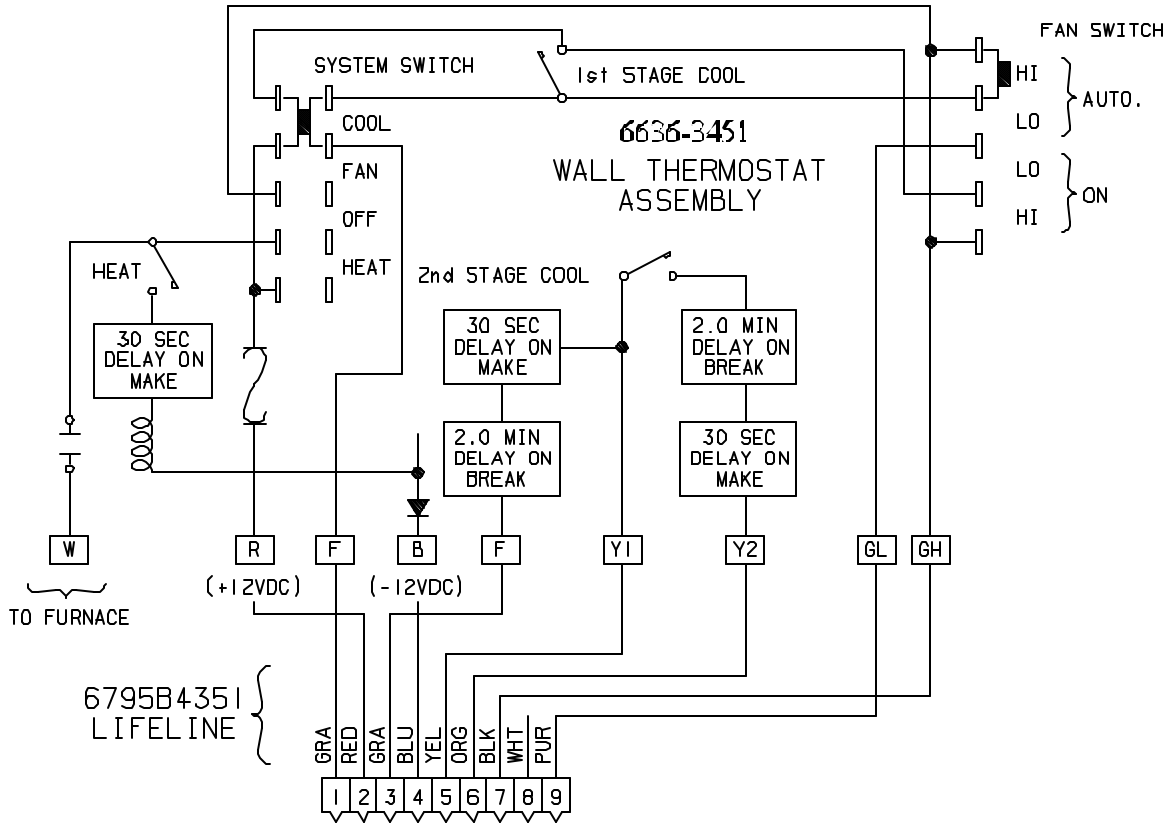 FAN SWITCH
SYSTEM SWITCH
1st STAGE COOL
HI
AUTO.
LO
COOL
6636-3451
WALL THERMOSTAT
ASSEMBLY
FAN
LO
ON
HI
OFF
HEAT
HEAT
2nd STAGE COOL
30 SEC
DELAY ON
MAKE
30 SEC
DELAY ON
MAKE
2.0 MIN
DELAY ON
BREAK
2.0 MIN
DELAY ON
BREAK
30 SEC
DELAY ON
MAKE
W
R
F
B
F
Y1
Y2
GL
GH
(+12VDC)
(-12VDC)
TO FURNACE
6795B4351
LIFELINE
GRA
RED
GRA
BLU
YEL
ORG
BLK
WHT
PUR
1 2 3 4 5 6 7 8 9